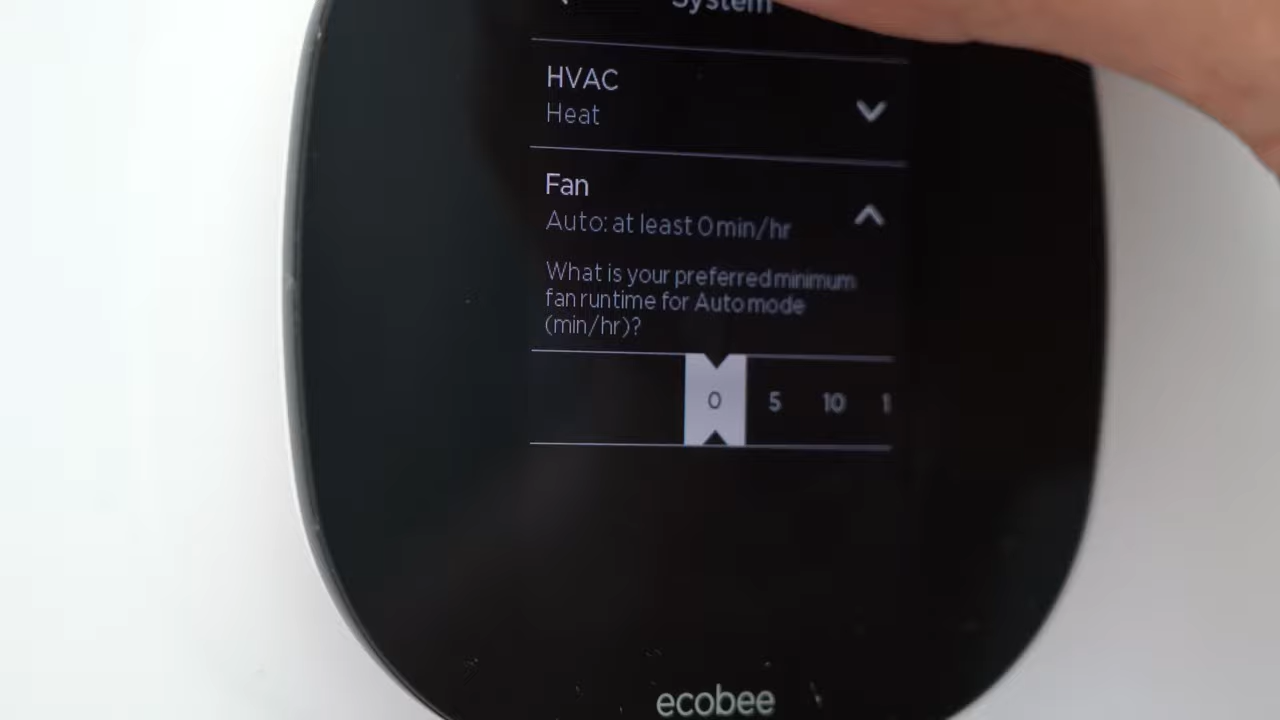 System
HVAC
Heat
Fan
Auto: at least 0 min/hr
What is your preferred minimum
fan runtime for Auto mode
(min/hr)?
0 5 10 1
ecobee